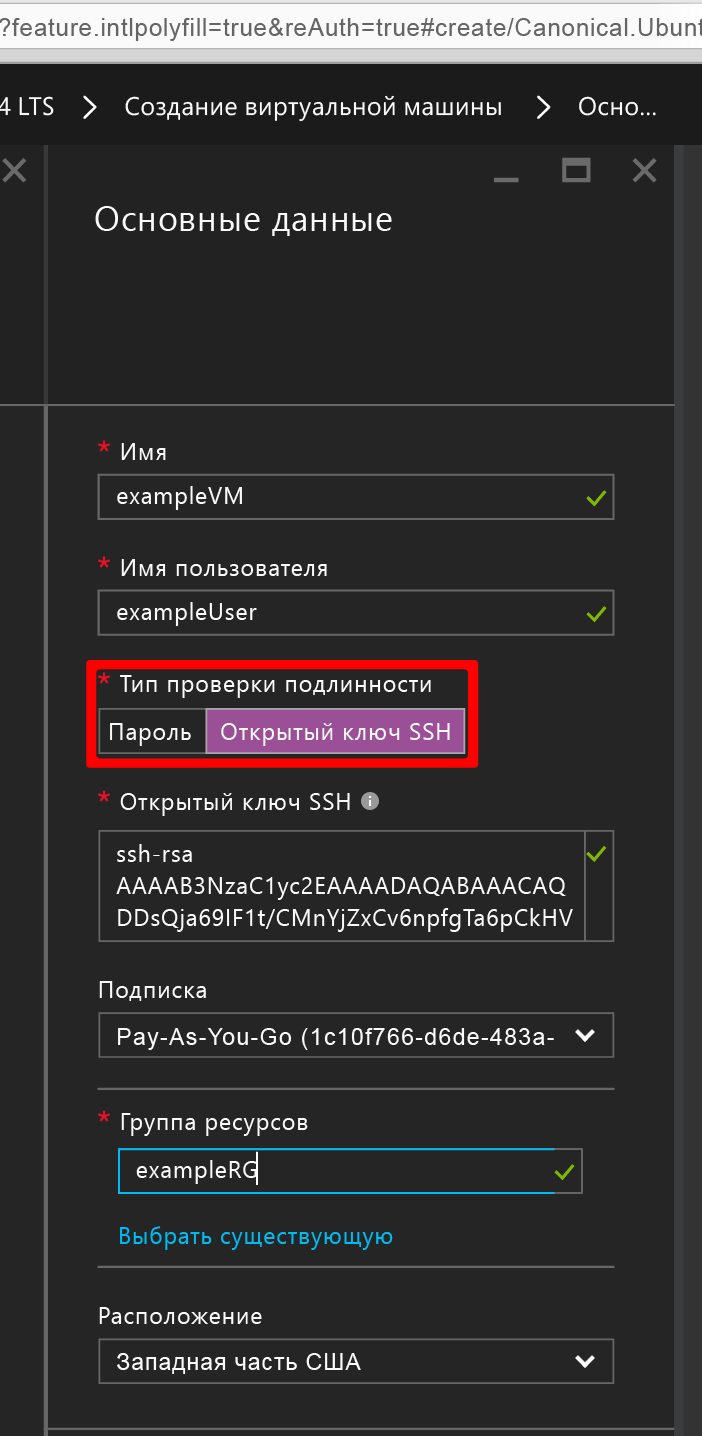 ?feature.intlpolyfill=true&reAuth=true#create/Canonical.Ubunt
4 LTS > Создание виртуальной машины > Осно...
Основные данные
* Имя
exampleVM
* Имя пользователя
exampleUser
* Тип проверки подлинности
Пароль Открытый ключ SSH
* Открытый ключ SSH
ssh-rsa
AAAAB3NzaC1yc2EAAAADAQABAAACAQ
DDsQja69IF1t/CMnYjZxCv6npfgTa6pCkHV
Подписка
Pay-As-You-Go (1c10f766-d6de-483a-
* Группа ресурсов
exampleRG
Выбрать существующую
Расположение
Западная часть США